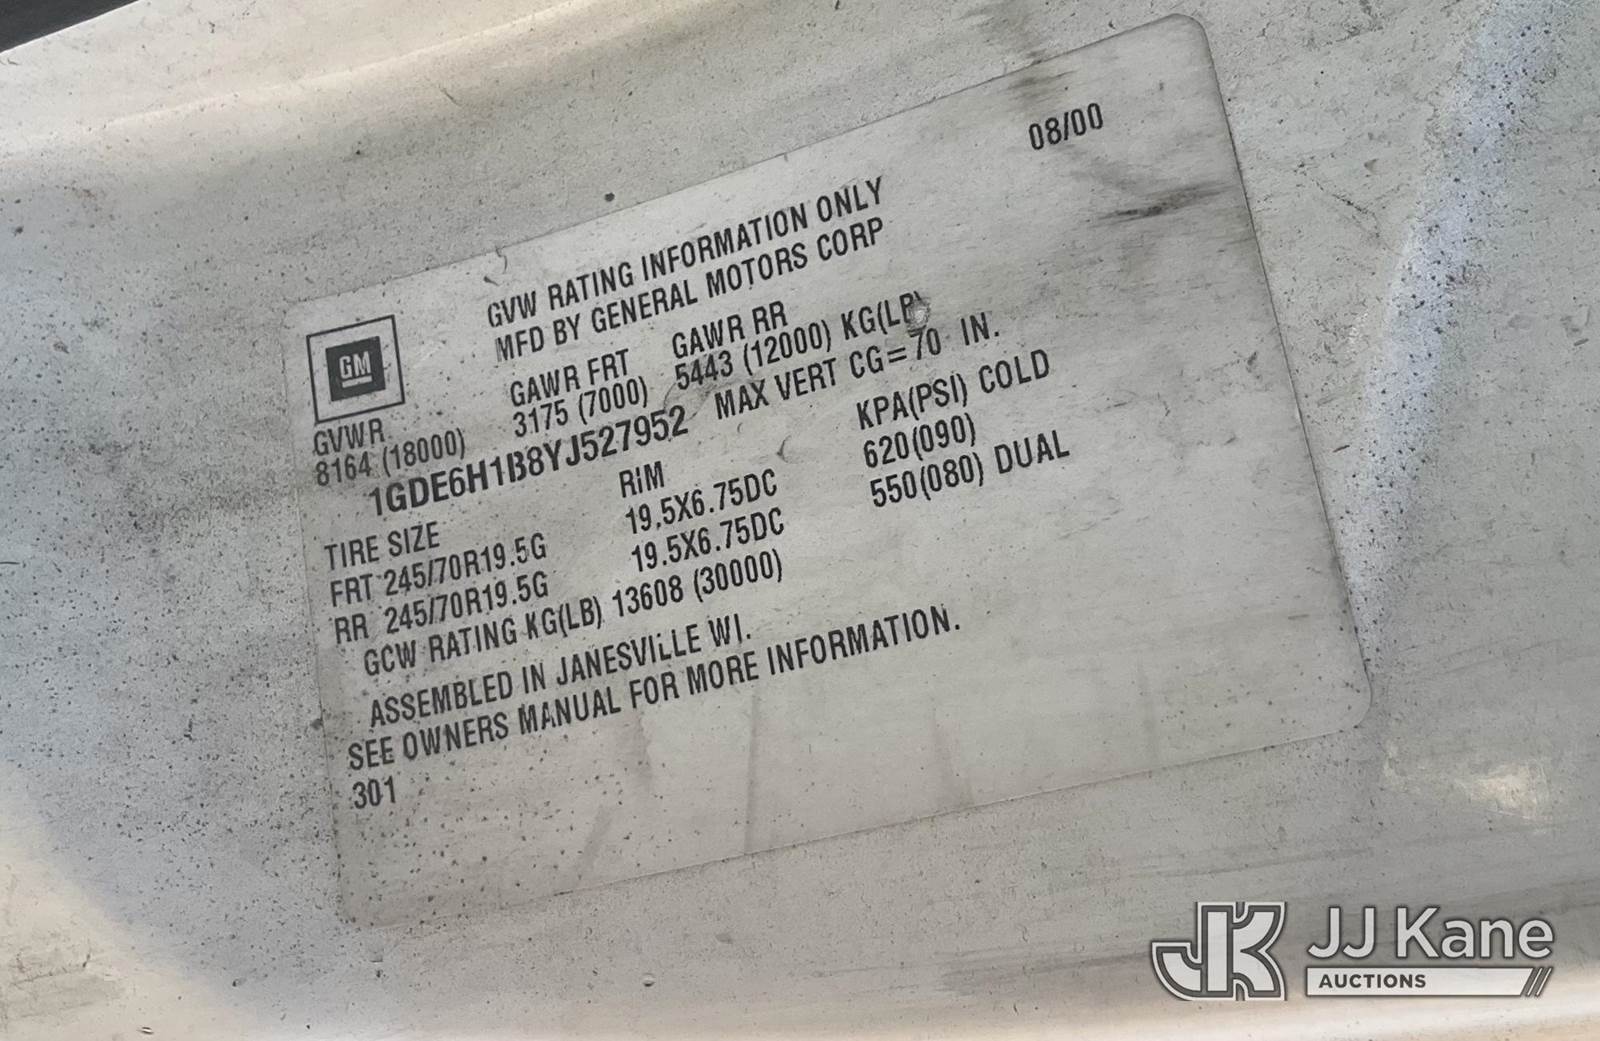 08/00
GVW RATING INFORMATION ONLY
MFD BY GENERAL MOTORS CORP
GM
GVWR GAWR FRT GAWR RR
8164 (18000) 3175 (7000) 5443 (12000) KG(LB)
1GDE6H1B8YJ527952 MAX VERT CG=70 IN.
TIRE SIZE RIM KPA(PSI) COLD
FRT 245/70R19.5G 19.5X6.75DC 620(090)
RR 245/70R19.5G 19.5X6.75DC 550(080) DUAL
GCW RATING KG(LB) 13608 (30000)
ASSEMBLED IN JANESVILLE WI.
SEE OWNERS MANUAL FOR MORE INFORMATION.
301
JK JJ Kane
AUCTIONS